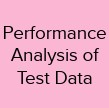 Performance
Analysis of
Test Data